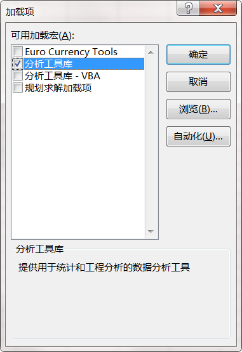 加载项
可用加载宏(A):
Euro Currency Tools
分析工具库
分析工具库 - VBA
规划求解加载项
确定
取消
浏览(B)...
自动化(U)...
分析工具库
提供用于统计和工程分析的数据分析工具